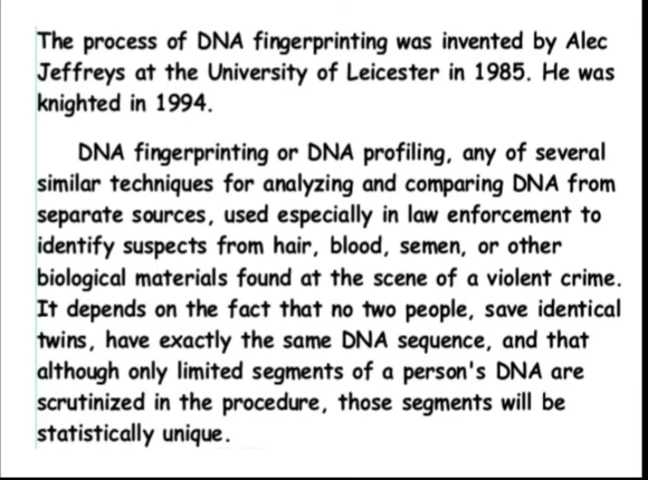 The process of DNA fingerprinting was invented by Alec
Jeffreys at the University of Leicester in 1985. He was
knighted in 1994.
DNA fingerprinting or DNA profiling, any of several
similar techniques for analyzing and comparing DNA from
separate sources, used especially in law enforcement to
identify suspects from hair, blood, semen, or other
biological materials found at the scene of a violent crime.
It depends on the fact that no two people, save identical
twins, have exactly the same DNA sequence, and that
although only limited segments of a person's DNA are
scrutinized in the procedure, those segments will be
statistically unique.